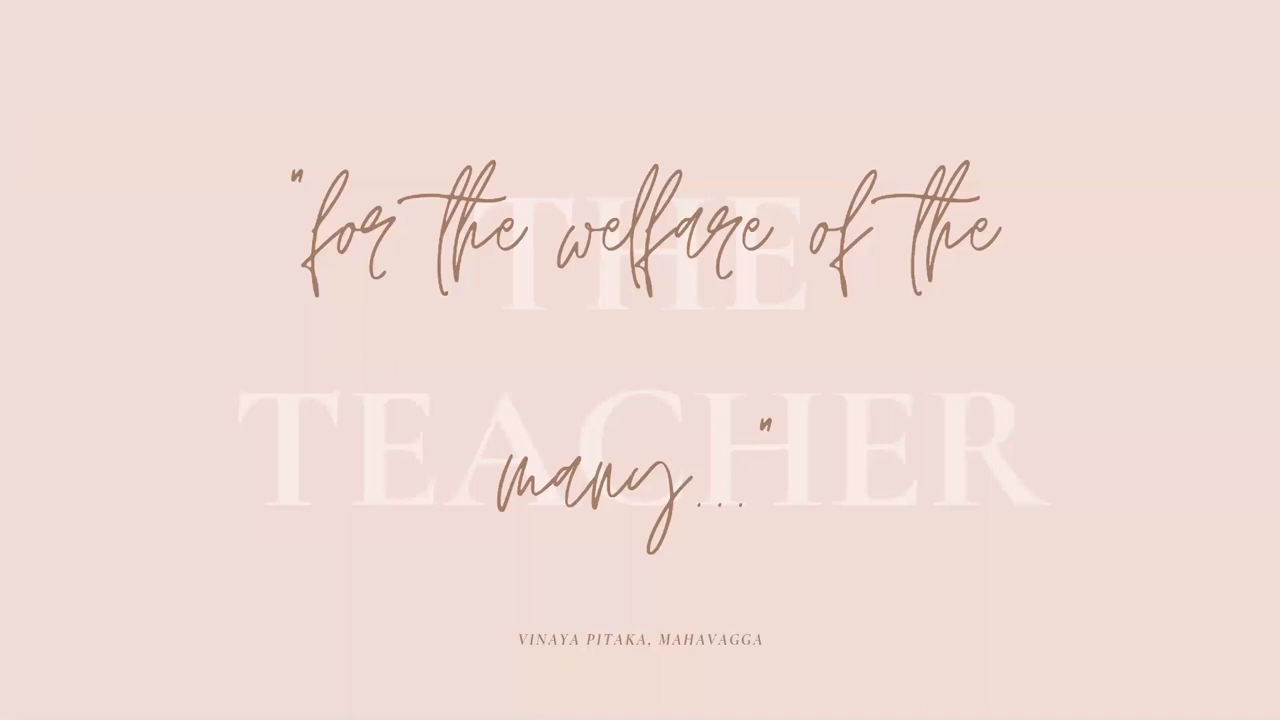 "for the welfare of the
THE
TEACHER
many..."
VINAYA PITAKA, MAHAVAGGA